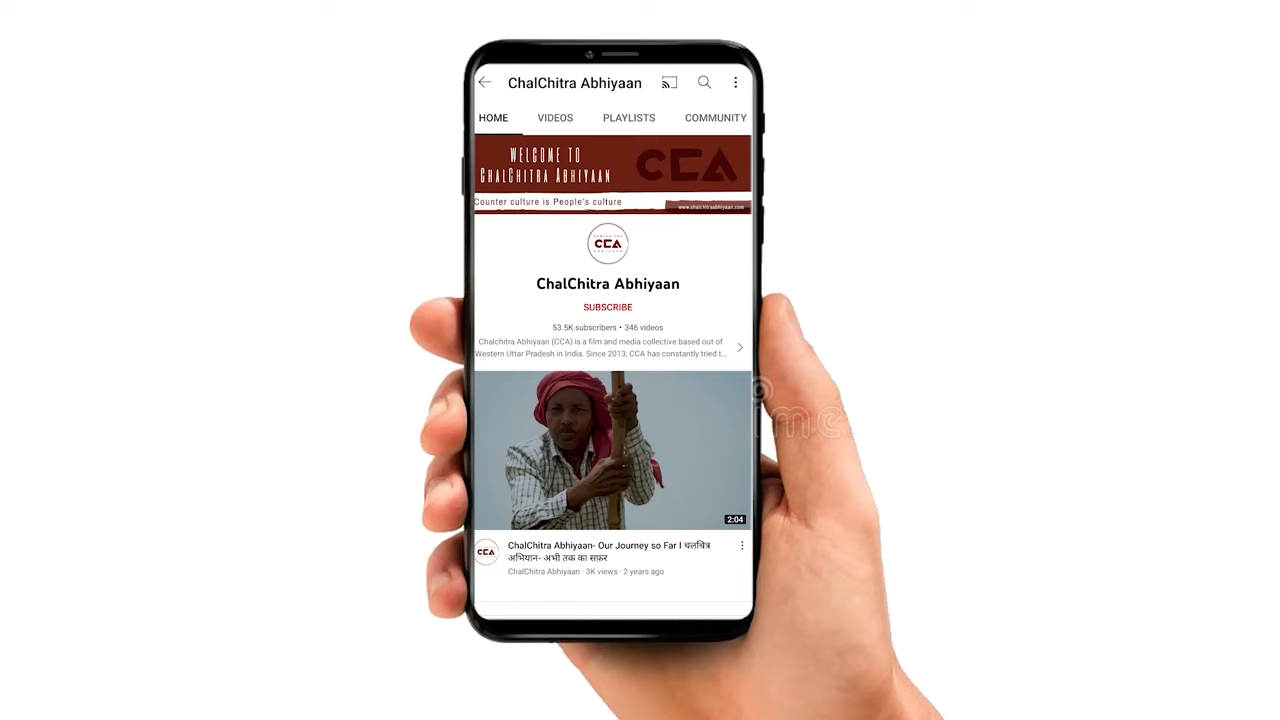 ChalChitra Abhiyaan
HOME VIDEOS PLAYLISTS COMMUNITY
WELCOME TO
CHALCHITRA ABHIYAAN
CCA
Counter culture is People's culture
www.chalchitraabhiyaan.com
CHALCHITRA
CCA
ABHIYAAN
ChalChitra Abhiyaan
SUBSCRIBE
53.5K subscribers • 346 videos
Chalchitra Abhiyaan (CCA) is a film and media collective based out of
Western Uttar Pradesh in India. Since 2013, CCA has constantly tried t...
2:04
CCA
ChalChitra Abhiyaan- Our Journey so Far I चलचित्र
अभियान- अभी तक का सफ़र
ChalChitra Abhiyaan · 3K views · 2 years ago